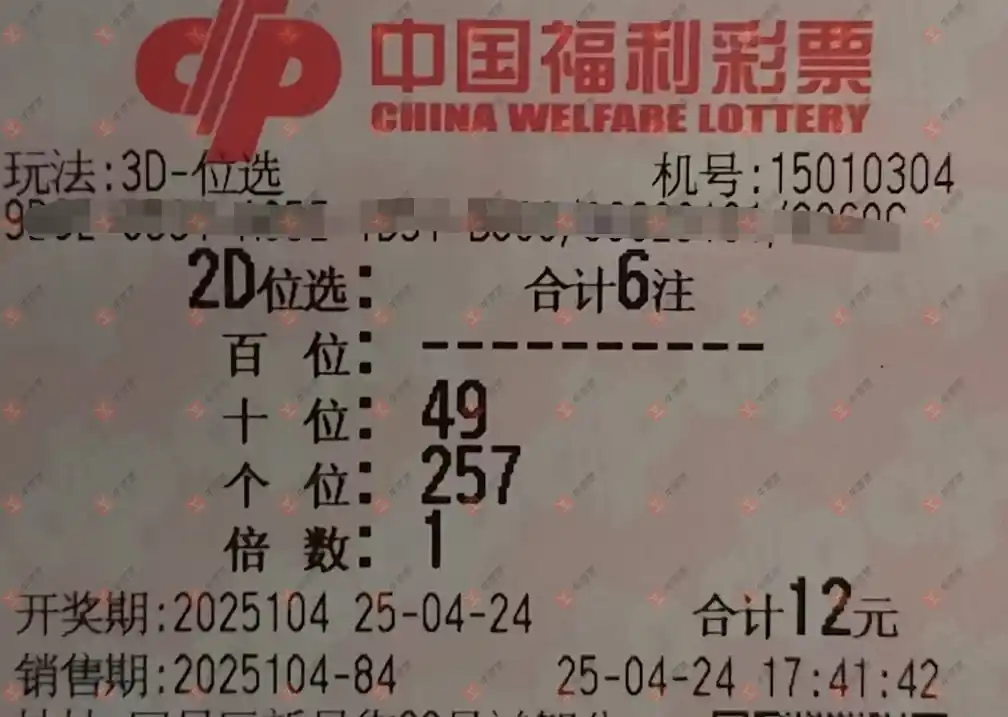 中国福利彩票
CHINA WELFARE LOTTERY
玩法:3D-位选 机号:15010304
2D位选: 合计6注
百 位: ----------
十 位: 49
个 位: 257
倍 数: 1
开奖期:2025104 25-04-24 合计12元
销售期:2025104-84 25-04-24 17:41:42